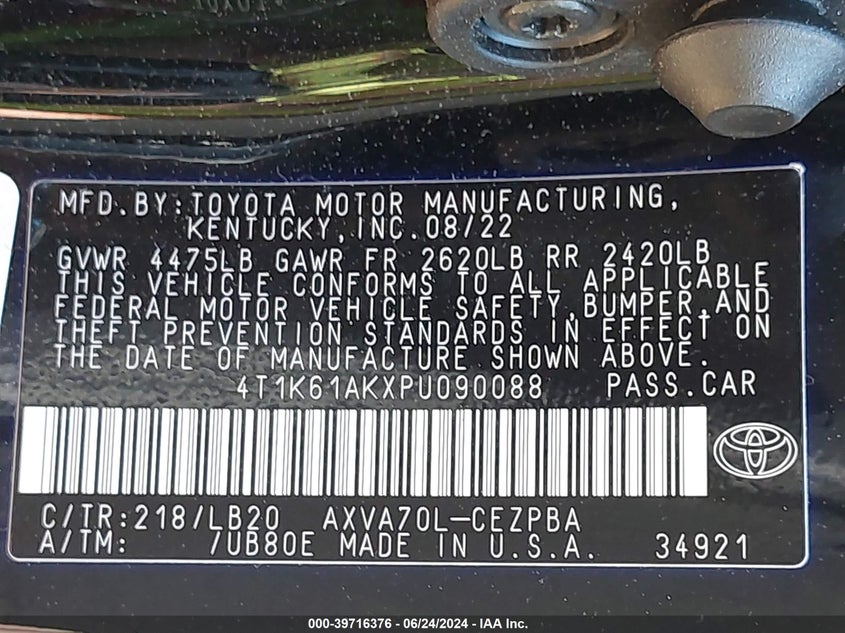 MFD.BY:TOYOTA MOTOR MANUFACTURING,
KENTUCKY,INC.08/22
GVWR 4475LB GAWR FR 2620LB RR 2420LB
THIS VEHICLE CONFORMS TO ALL APPLICABLE
FEDERAL MOTOR VEHICLE SAFETY,BUMPER,AND
THEFT PREVENTION STANDARDS IN EFFECT ON
THE DATE OF MANUFACTURE SHOWN ABOVE.
4T1K61AKXPU090088 PASS.CAR
C/TR:218/LB20 AXVA70L-CEZPBA
A/TM: /UB80E MADE IN U.S.A. 34921
000-39716376 / 06/24/2024 - IAA Inc.